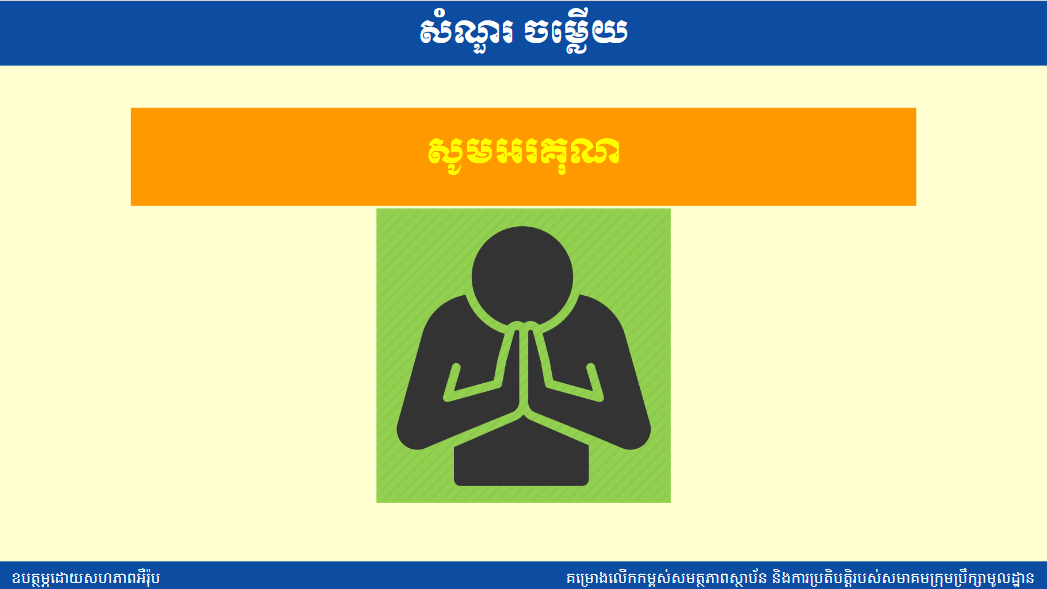 សំណួរ ចម្លើយ
សូមអរគុណ
ឧបត្ថម្ភដោយសហភាពអឺរ៉ុប
គម្រោងលើកកម្ពស់សមត្ថភាពស្ថាប័ន និងការប្រតិបត្តិរបស់សមាគមក្រុមប្រឹក្សាមូលដ្ឋាន